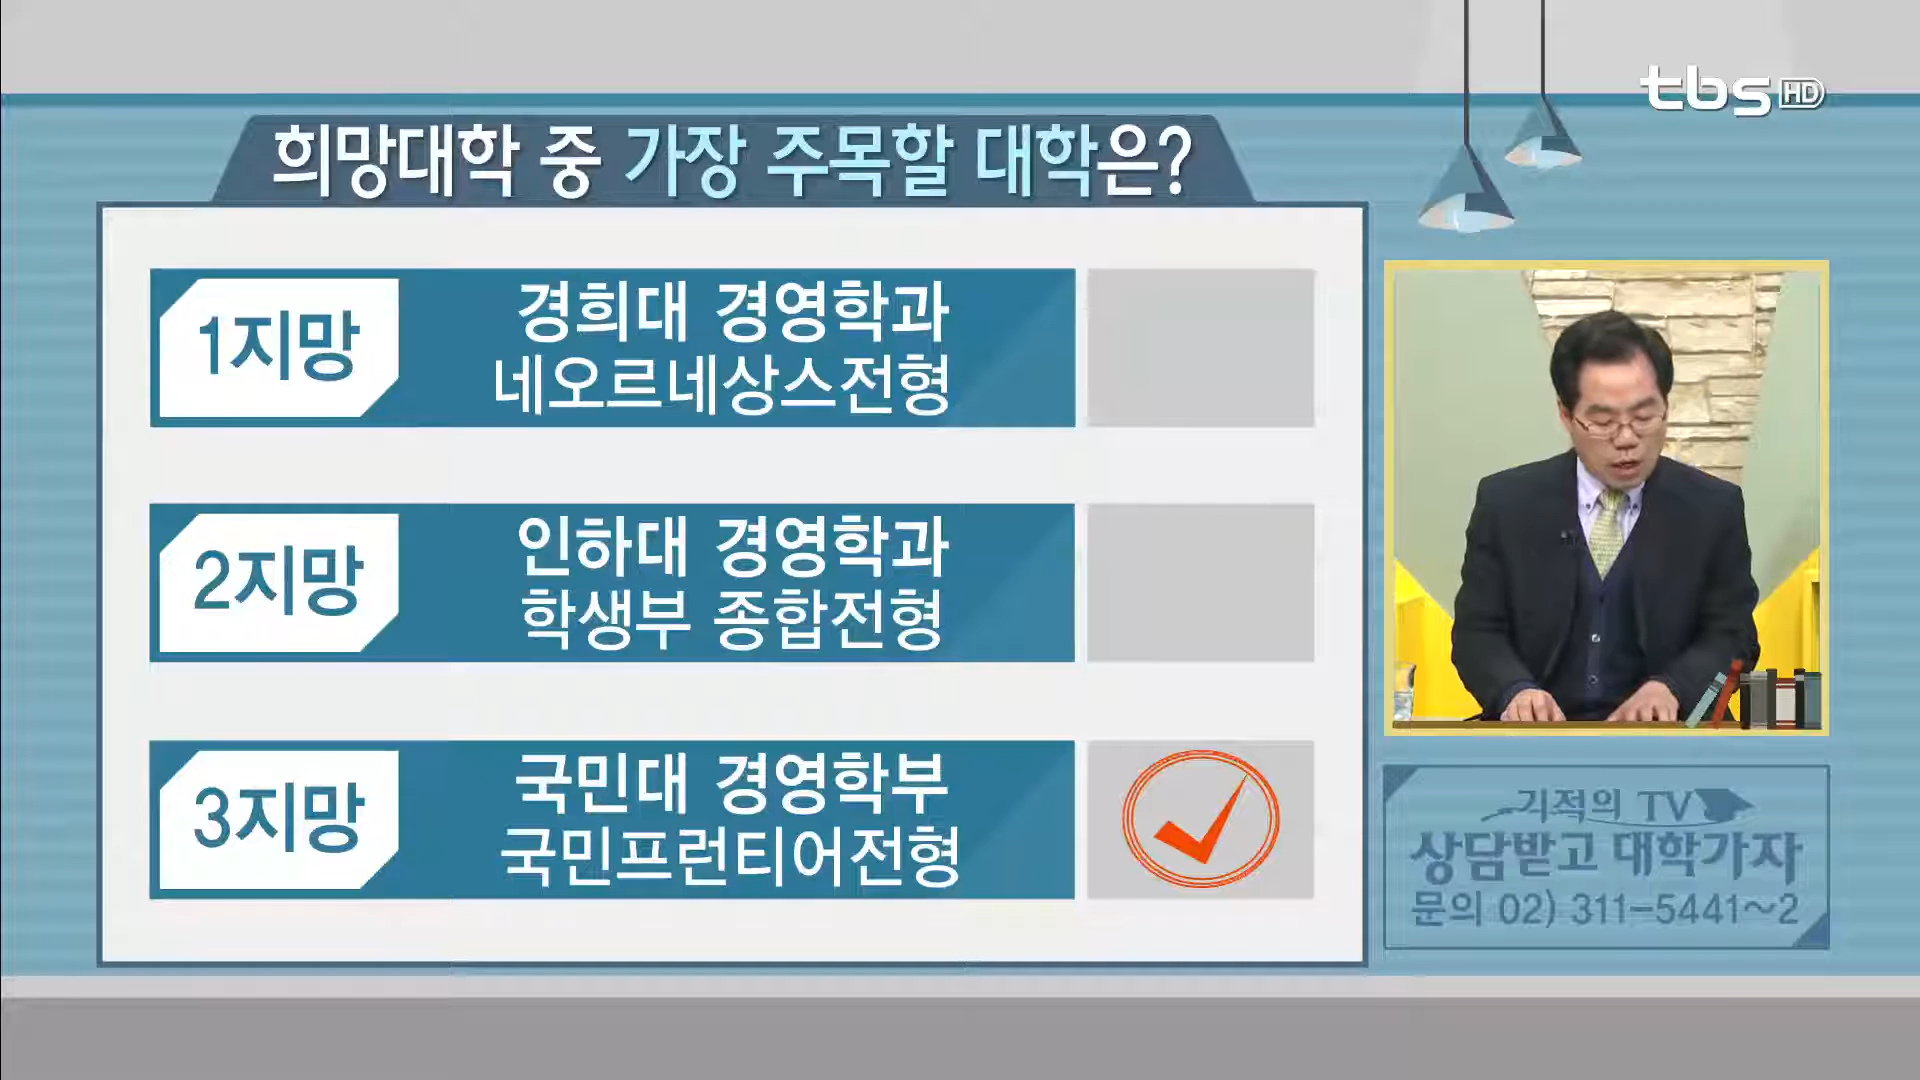 tbs HD
희망대학 중 가장 주목할 대학은?
1지망
경희대 경영학과
네오르네상스전형
2지망
인하대 경영학과
학생부 종합전형
3지망
국민대 경영학부
국민프런티어전형
기적의 TV
상담받고 대학가자
문의 02) 311-5441~2